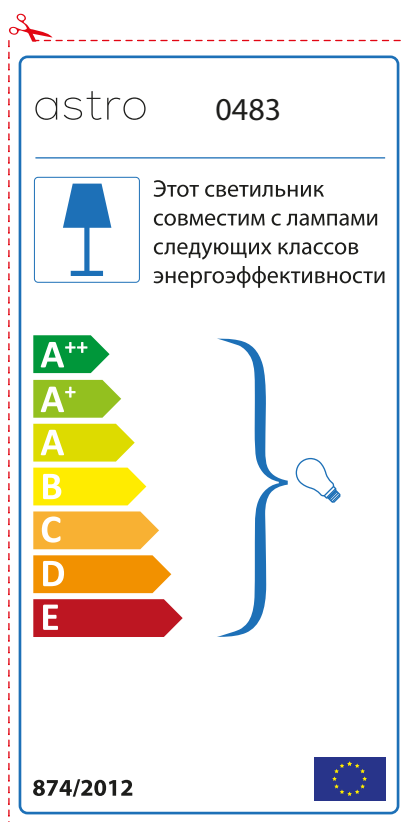 astro 0483
Этот светильник
совместим с лампами
следующих классов
энергоэффективности
A++
A+
A
B
C
D
E
874/2012